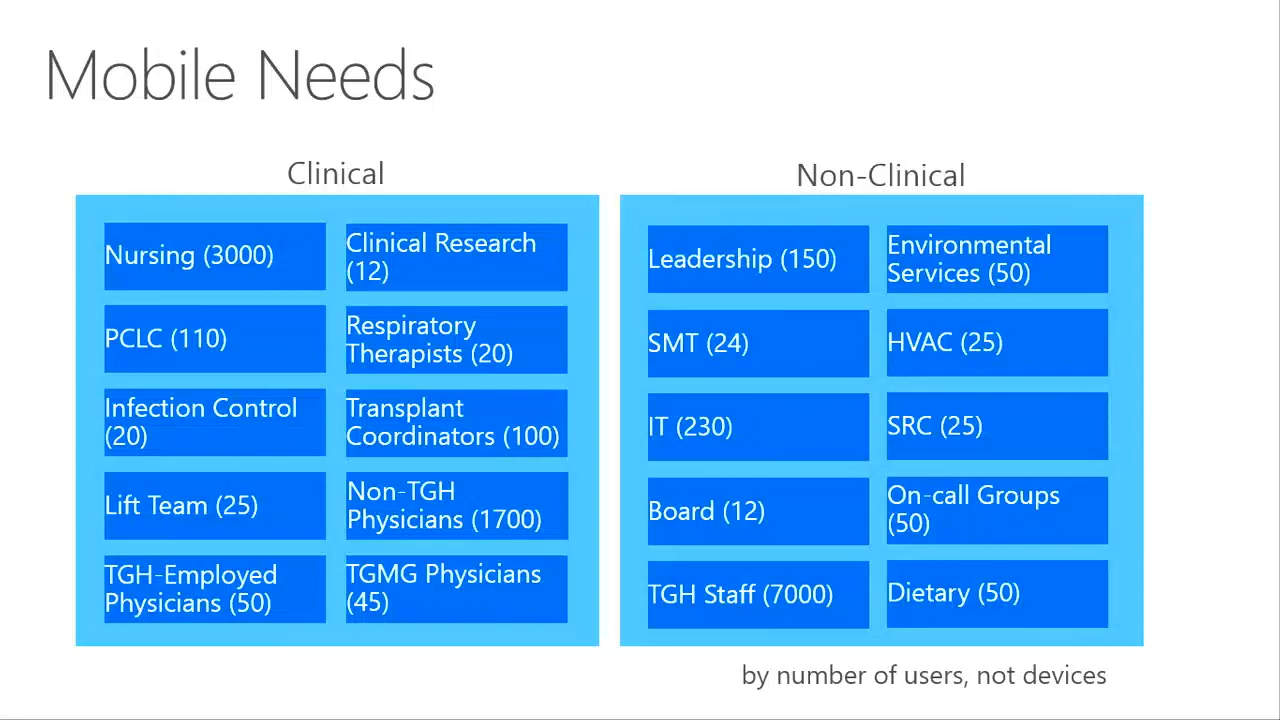 Mobile Needs
Clinical
Nursing (3000)
Clinical Research
(12)
PCLC (110)
Respiratory
Therapists (20)
Infection Control
(20)
Transplant
Coordinators (100)
Lift Team (25)
Non-TGH
Physicians (1700)
TGH-Employed
Physicians (50)
TGMG Physicians
(45)
Non-Clinical
Leadership (150)
Environmental
Services (50)
SMT (24)
HVAC (25)
IT (230)
SRC (25)
Board (12)
On-call Groups
(50)
TGH Staff (7000)
Dietary (50)
by number of users, not devices